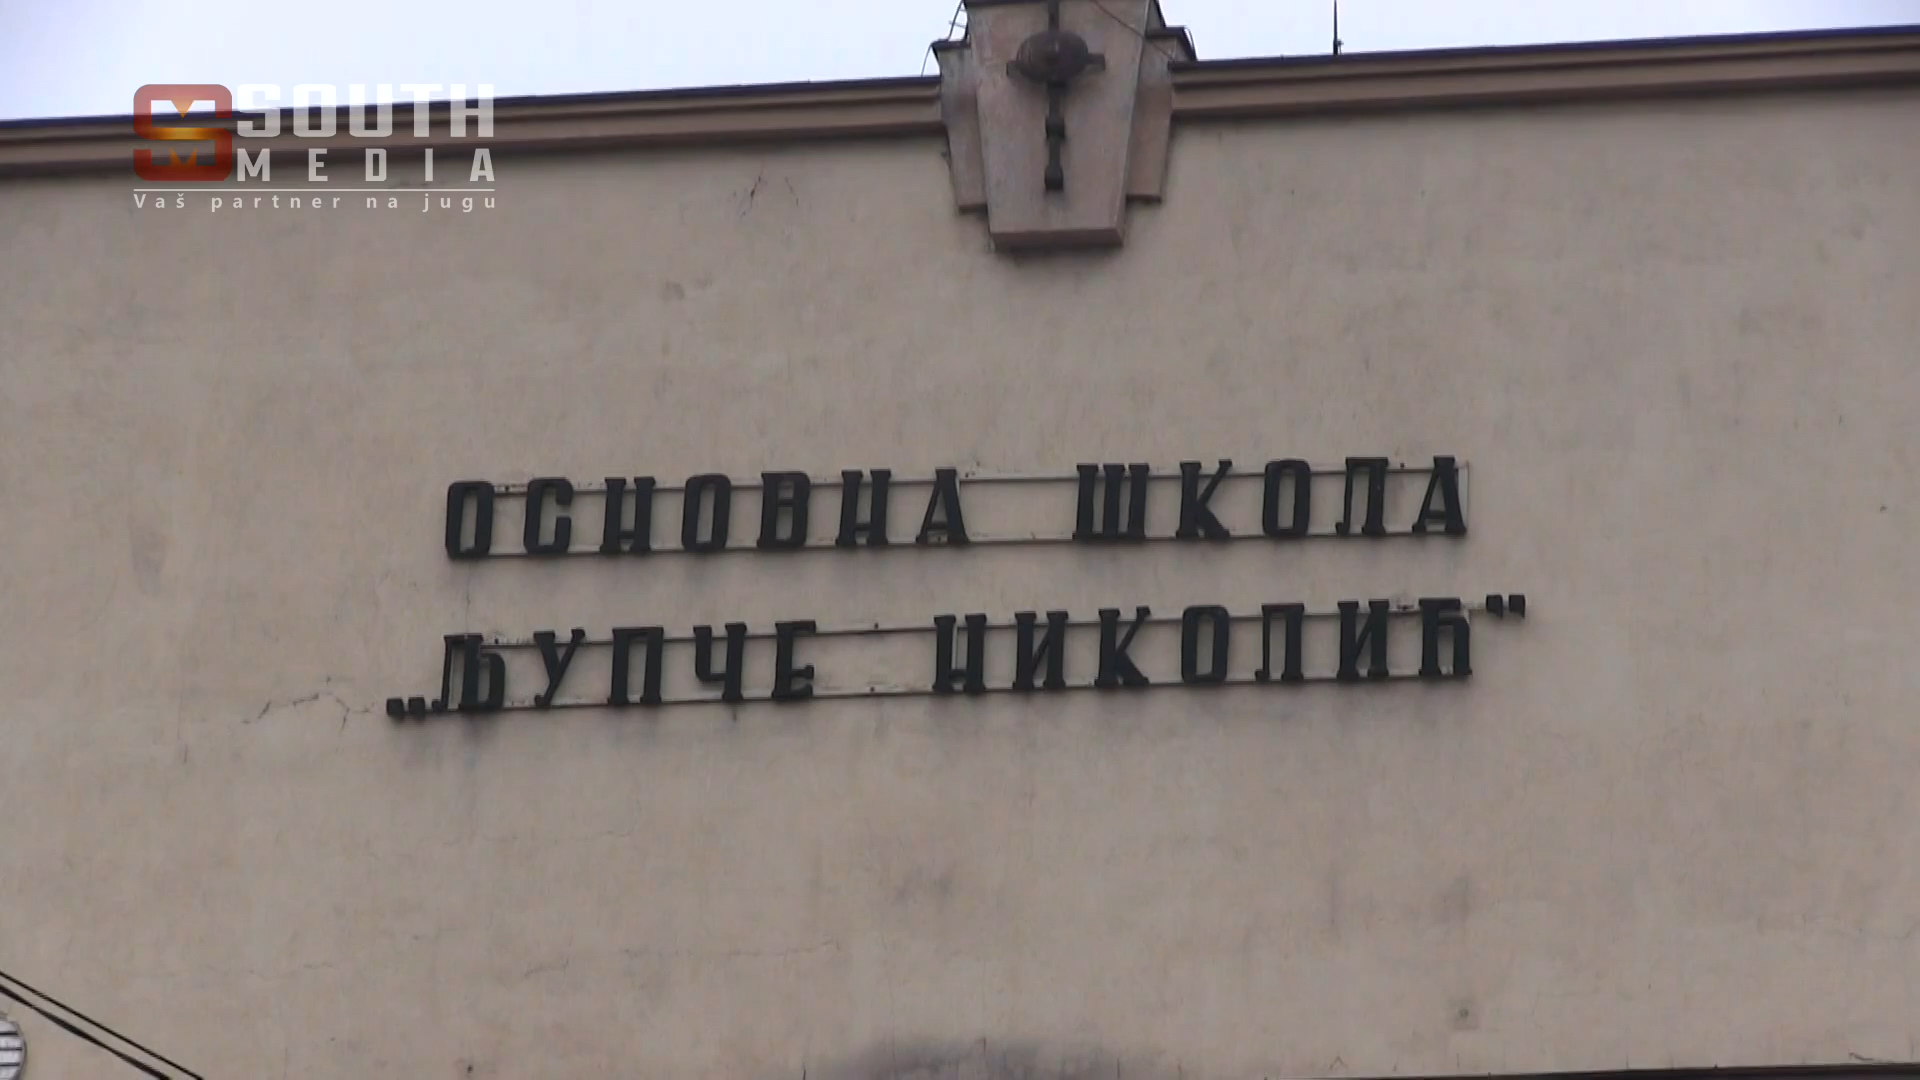 SOUTH
MEDIA
Vaš partner na jugu
ОСНОВНА ШКОЛА
„ЉУПЧЕ НИКОЛИЋ"